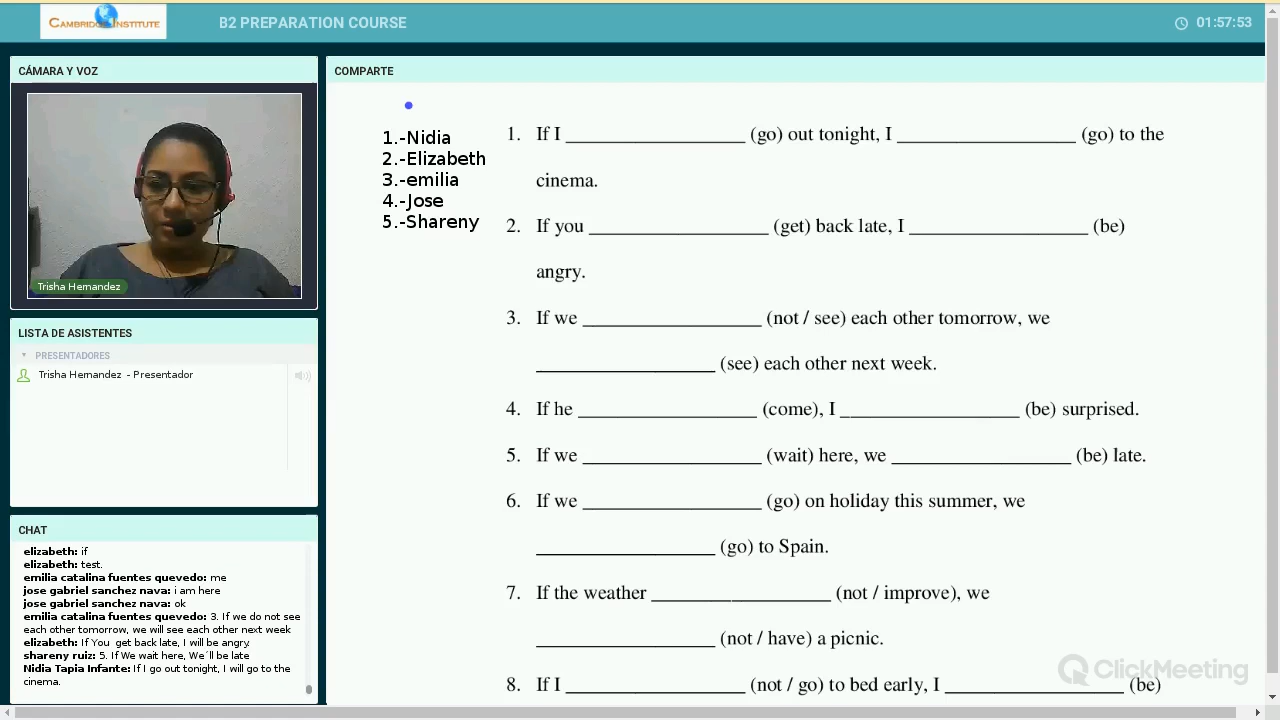 CAMBRIDGE INSTITUTE
B2 PREPARATION COURSE
01:57:53
CÁMARA Y VOZ
Trisha Hernandez
LISTA DE ASISTENTES
PRESENTADORES
Trisha Hernandez - Presentador
CHAT
elizabeth: if
elizabeth: test.
emilia catalina fuentes quevedo: me
jose gabriel sanchez nava: i am here
jose gabriel sanchez nava: ok
emilia catalina fuentes quevedo: 3. If we do not see
each other tomorrow, we will see each other next week
elizabeth: If You get back late, I will be angry.
shareny ruiz: 5. If We wait here, We´ll be late
Nidia Tapia Infante: If I go out tonight, I will go to the
cinema.
COMPARTE
1.-Nidia
2.-Elizabeth
3.-emilia
4.-Jose
5.-Shareny
1. If I __________________ (go) out tonight, I __________________ (go) to the
cinema.
2. If you __________________ (get) back late, I __________________ (be)
angry.
3. If we __________________ (not / see) each other tomorrow, we
__________________ (see) each other next week.
4. If he __________________ (come), I __________________ (be) surprised.
5. If we __________________ (wait) here, we __________________ (be) late.
6. If we __________________ (go) on holiday this summer, we
__________________ (go) to Spain.
7. If the weather __________________ (not / improve), we
__________________ (not / have) a picnic.
8. If I __________________ (not / go) to bed early, I __________________ (be)
ClickMeeting